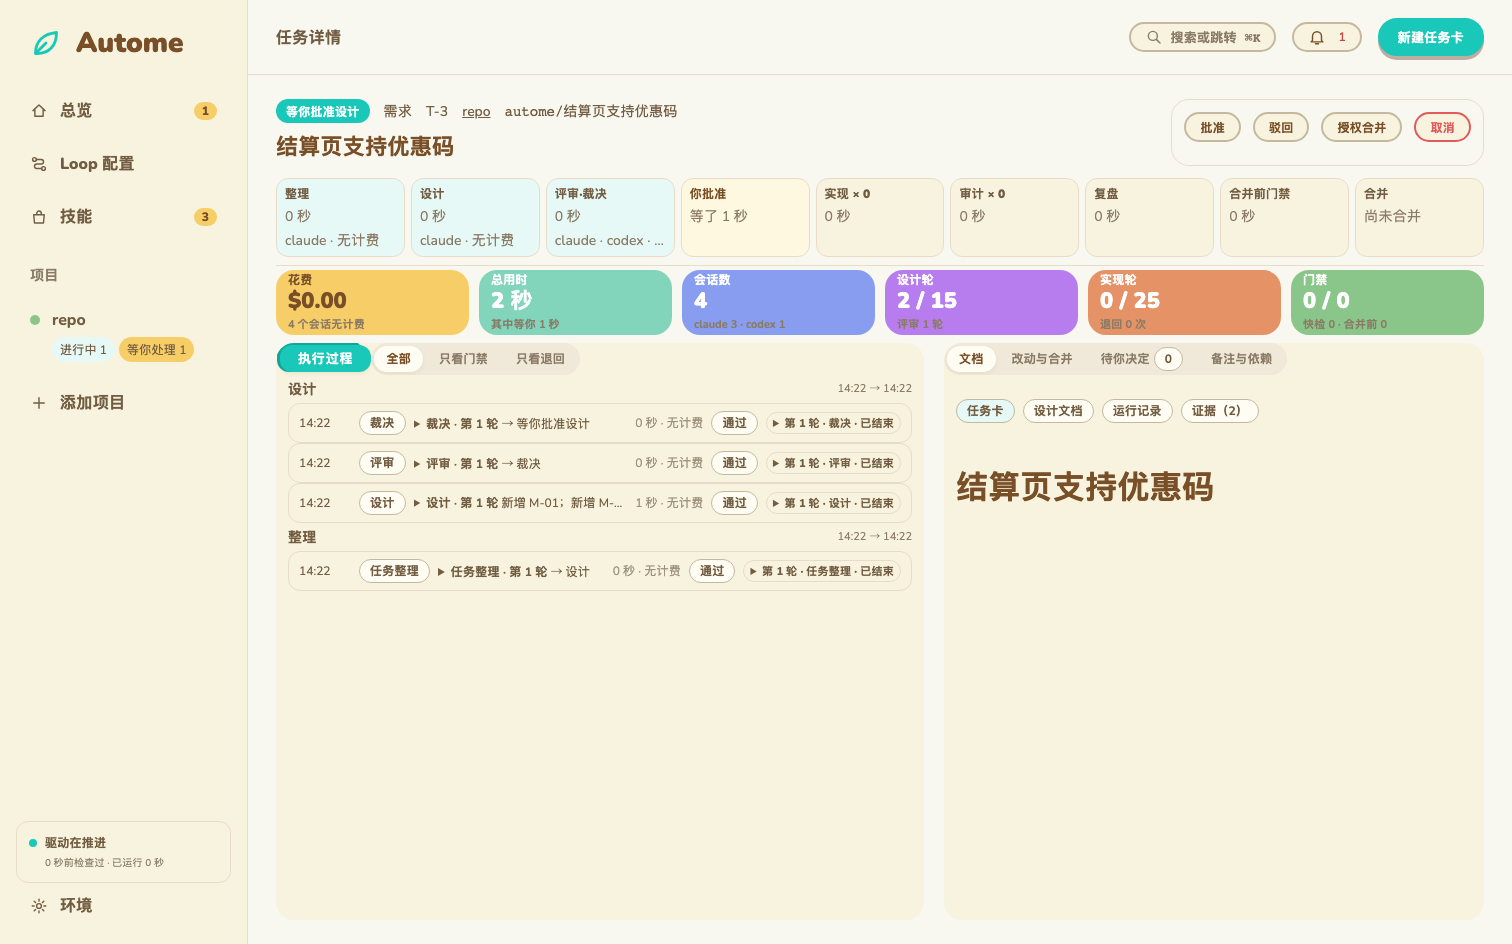 Autome
总览 1
Loop 配置
技能 3
项目
repo
进行中 1 等你处理 1
添加项目
驱动在推进
0 秒前检查过 · 已运行 0 秒
环境
任务详情
搜索或跳转 ⌘K
1
新建任务卡
等你批准设计 需求 T-3 repo autome/结算页支持优惠码
结算页支持优惠码
批准 驳回 授权合并 取消
整理
0 秒
claude · 无计费
设计
0 秒
claude · 无计费
评审·裁决
0 秒
claude · codex · …
你批准
等了 1 秒
实现 × 0
0 秒
审计 × 0
0 秒
复盘
0 秒
合并前门禁
0 秒
合并
尚未合并
花费
$0.00
4 个会话无计费
总用时
2 秒
其中等你 1 秒
会话数
4
claude 3 · codex 1
设计轮
2 / 15
评审 1 轮
实现轮
0 / 25
退回 0 次
门禁
0 / 0
快检 0 · 合并前 0
执行过程 全部 只看门禁 只看退回
设计 14:22 → 14:22
14:22 裁决 ▶ 裁决 · 第 1 轮 → 等你批准设计 0 秒 · 无计费 通过 ▶ 第 1 轮 · 裁决 · 已结束
14:22 评审 ▶ 评审 · 第 1 轮 → 裁决 0 秒 · 无计费 通过 ▶ 第 1 轮 · 评审 · 已结束
14:22 设计 ▶ 设计 · 第 1 轮 新增 M-01；新增 M-… 1 秒 · 无计费 通过 ▶ 第 1 轮 · 设计 · 已结束
整理 14:22 → 14:22
14:22 任务整理 ▶ 任务整理 · 第 1 轮 → 设计 0 秒 · 无计费 通过 ▶ 第 1 轮 · 任务整理 · 已结束
文档 改动与合并 待你决定 0 备注与依赖
任务卡 设计文档 运行记录 证据（2）
结算页支持优惠码